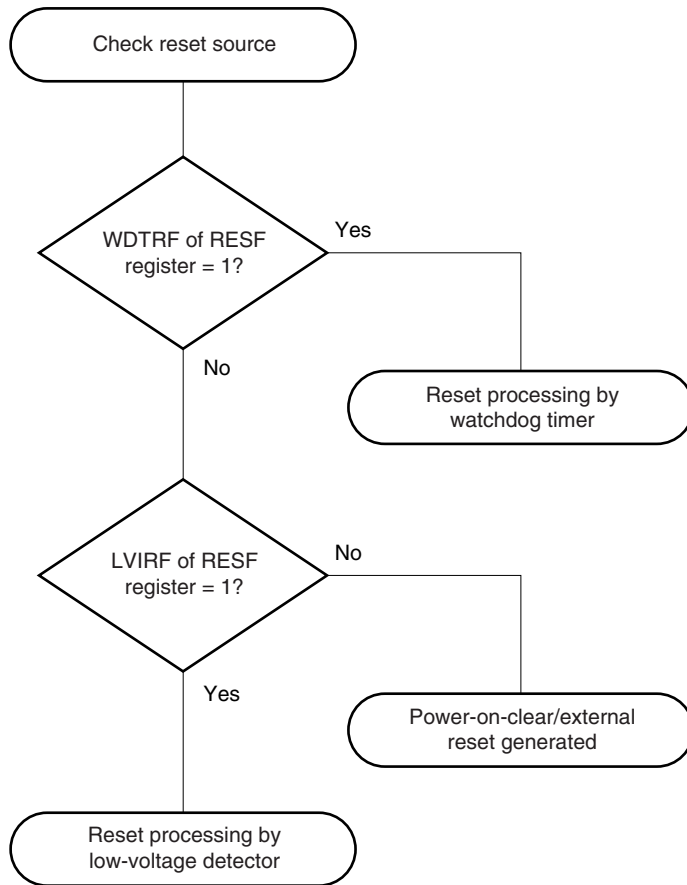 Check reset source
WDTRF of RESF
register = 1?
Yes
No
Reset processing by
watchdog timer
LVIRF of RESF
register = 1?
No
Yes
Power-on-clear/external
reset generated
Reset processing by
low-voltage detector